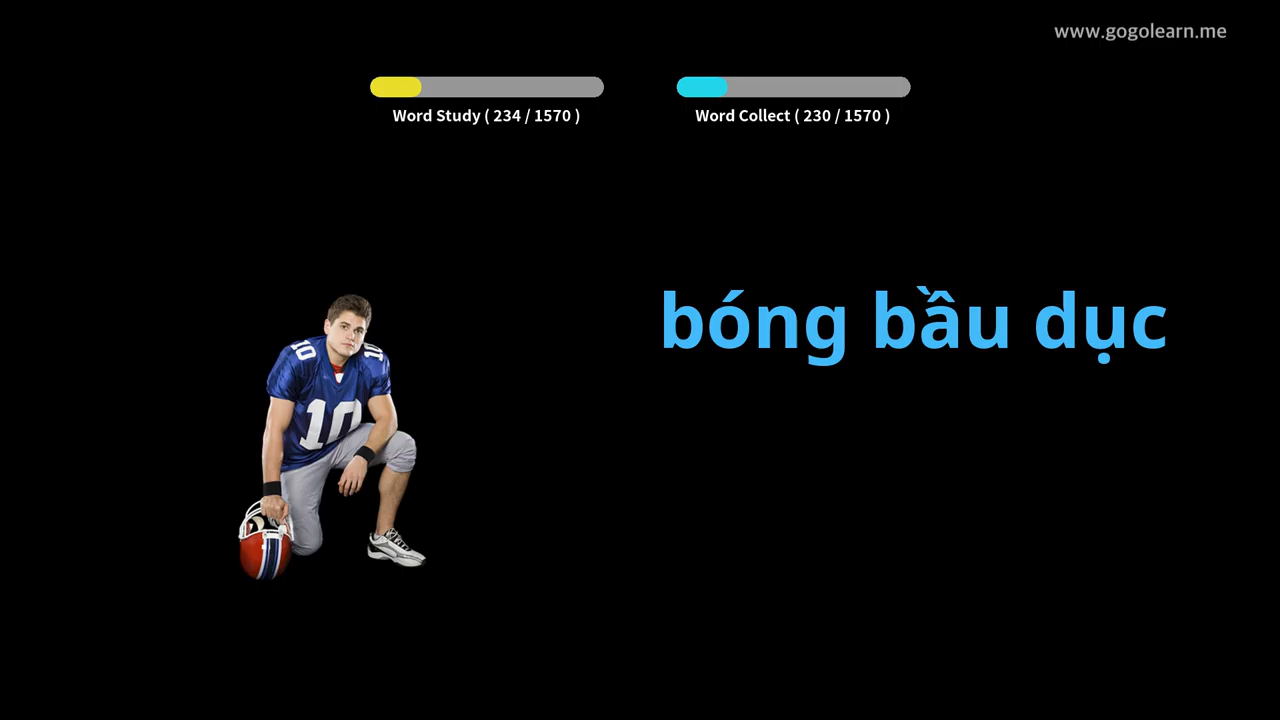 www.gogolearn.me
Word Study ( 234 / 1570 )
Word Collect ( 230 / 1570 )
bóng bầu dục
10
10
10